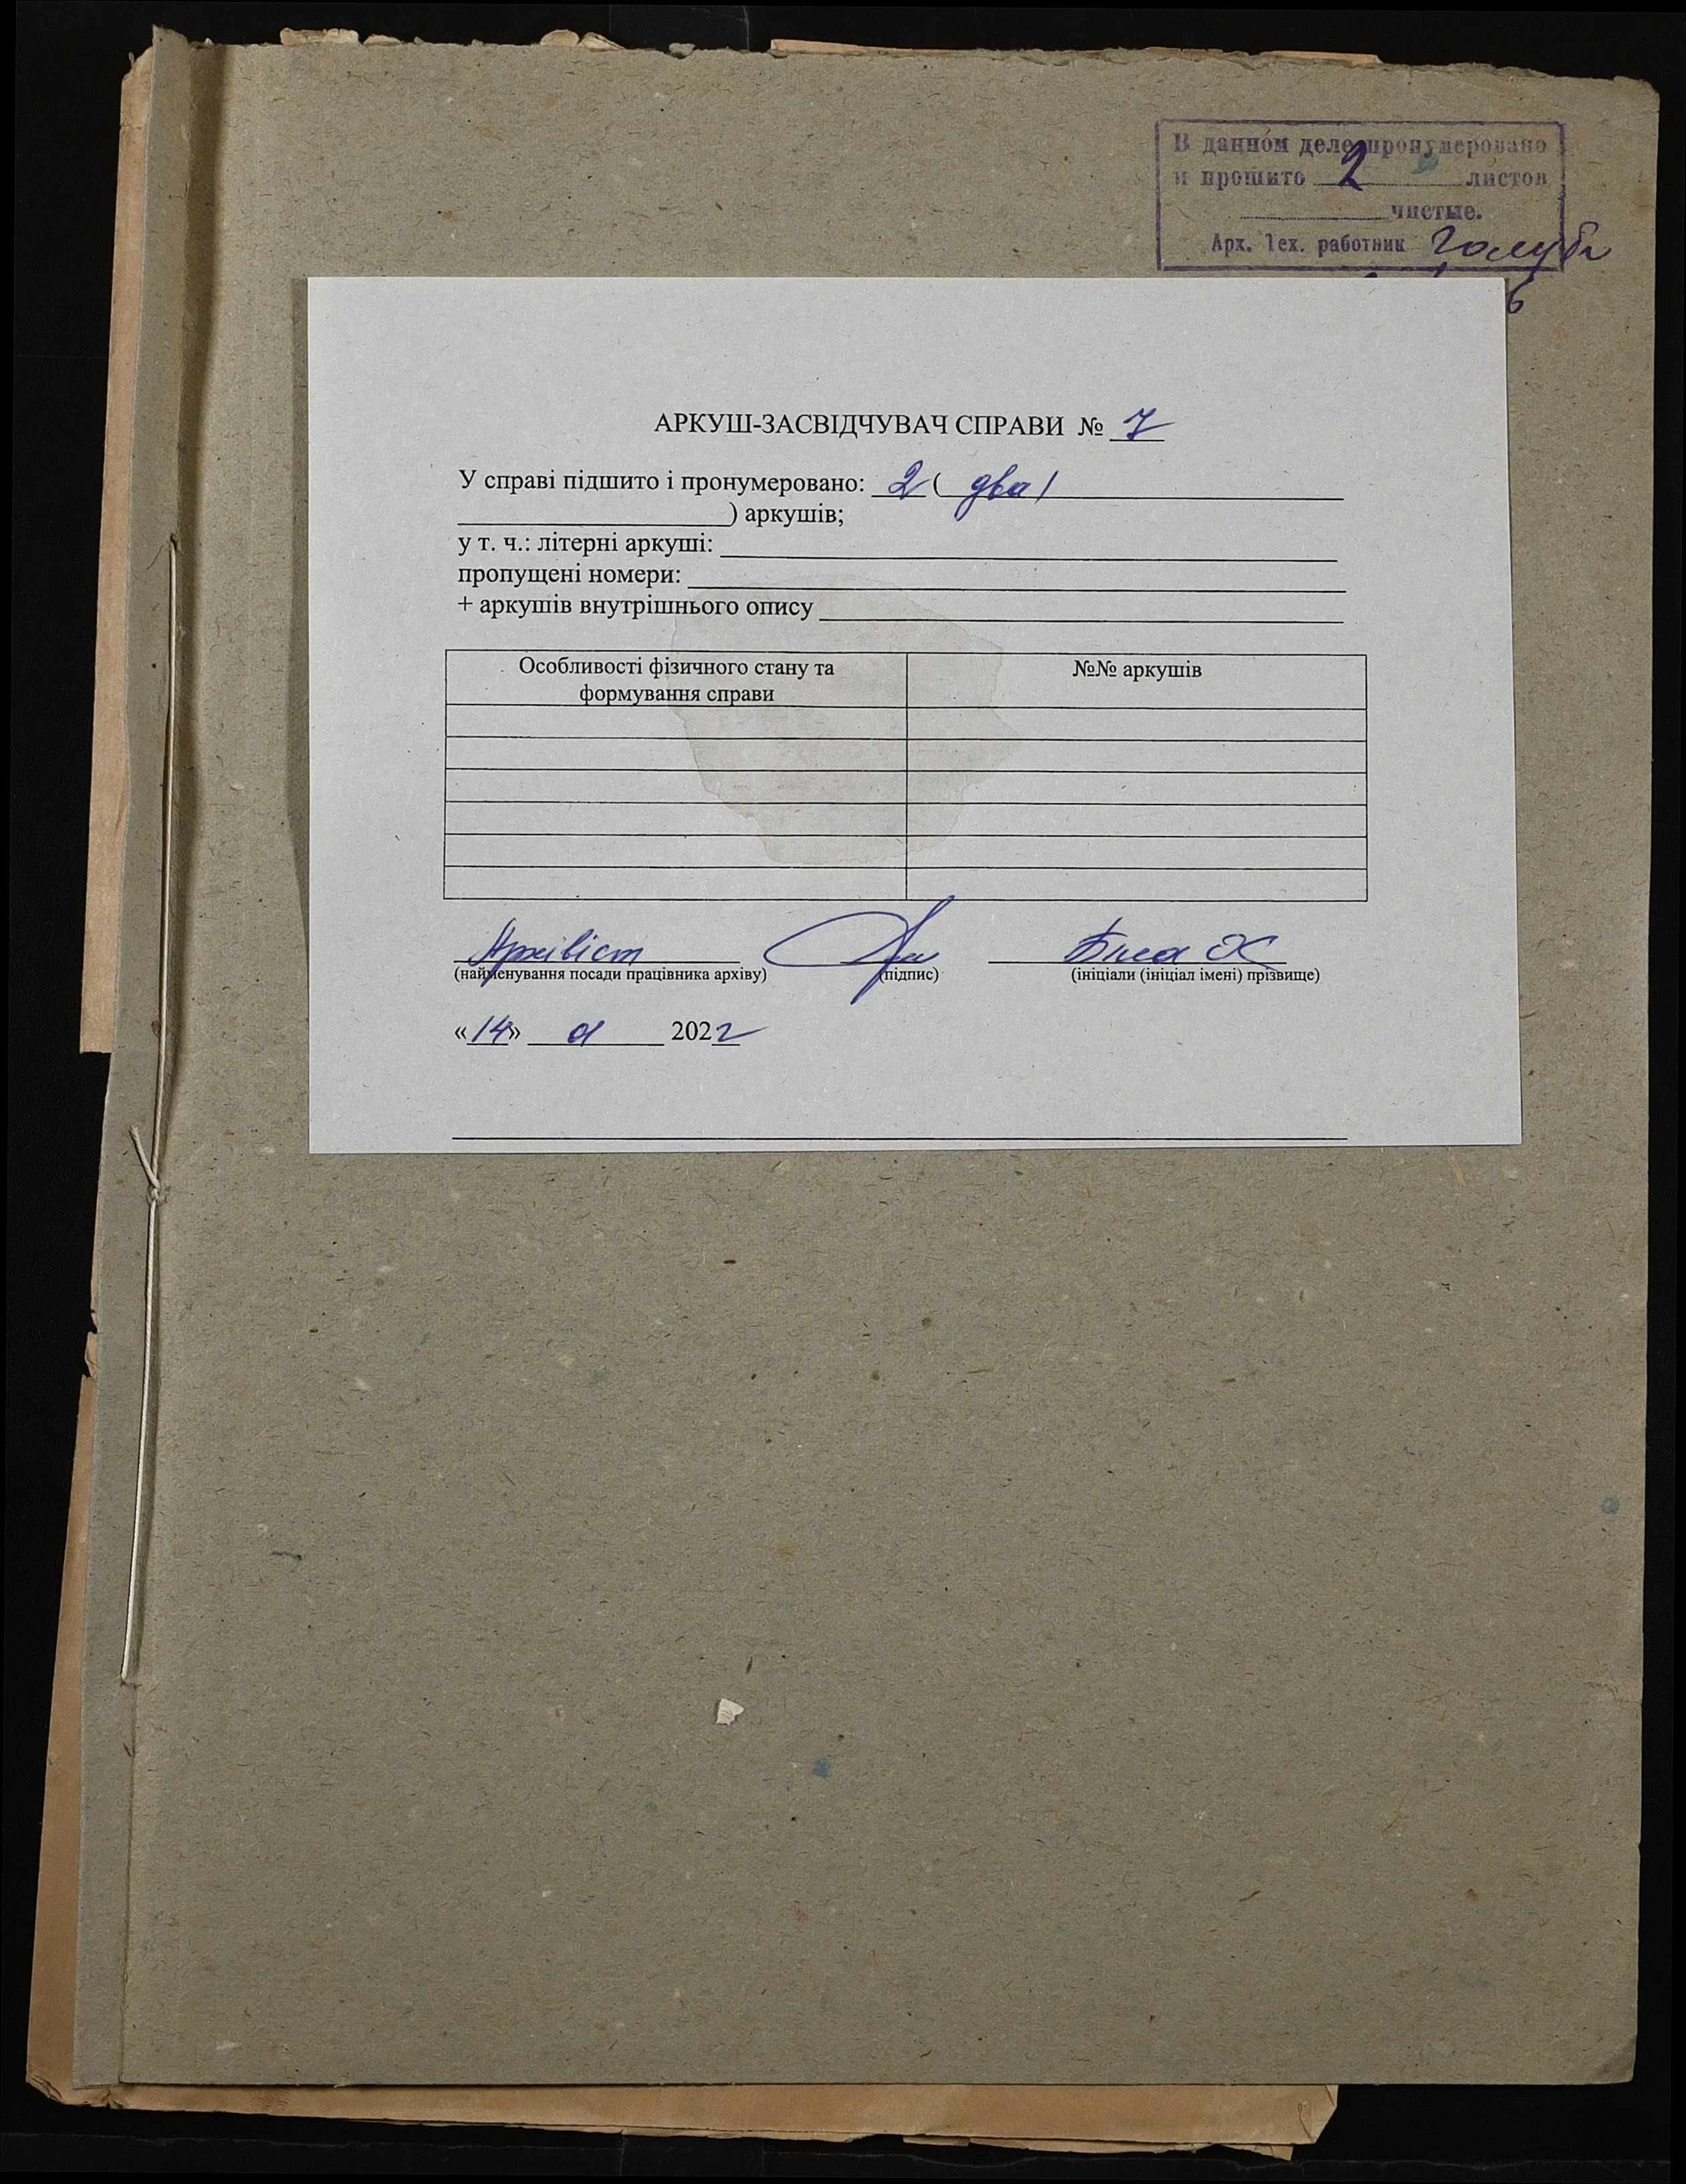 В данном деле пронумеровано
и прошито 2 листов
чистые.
Арх. Тех. работник Голуб
6
АРКУШ-ЗАСВІДЧУВАЧ СПРАВИ № 7
У справі підшито і пронумеровано: 2 ( два )
) аркушів;
у т. ч.: літерні аркуші:
пропущені номери:
+ аркушів внутрішнього опису
Особливості фізичного стану та
формування справи
№№ аркушів
Архівіст
(найменування посади працівника архіву) (підпис) (ініціали (ініціал імені) прізвище)
«14» 2022